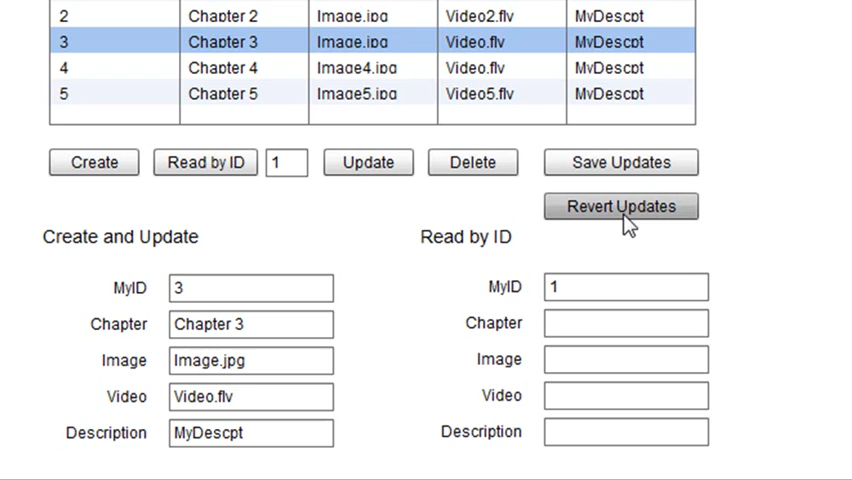 2 Chapter 2 Image.jpg Video2.flv MyDescpt
3 Chapter 3 Image.jpg Video.flv MyDescpt
4 Chapter 4 Image4.jpg Video.flv MyDescpt
5 Chapter 5 Image5.jpg Video5.flv MyDescpt
Create Read by ID 1 Update Delete Save Updates
Revert Updates
Create and Update Read by ID
MyID 3 MyID 1
Chapter Chapter 3 Chapter
Image Image.jpg Image
Video Video.flv Video
Description MyDescpt Description